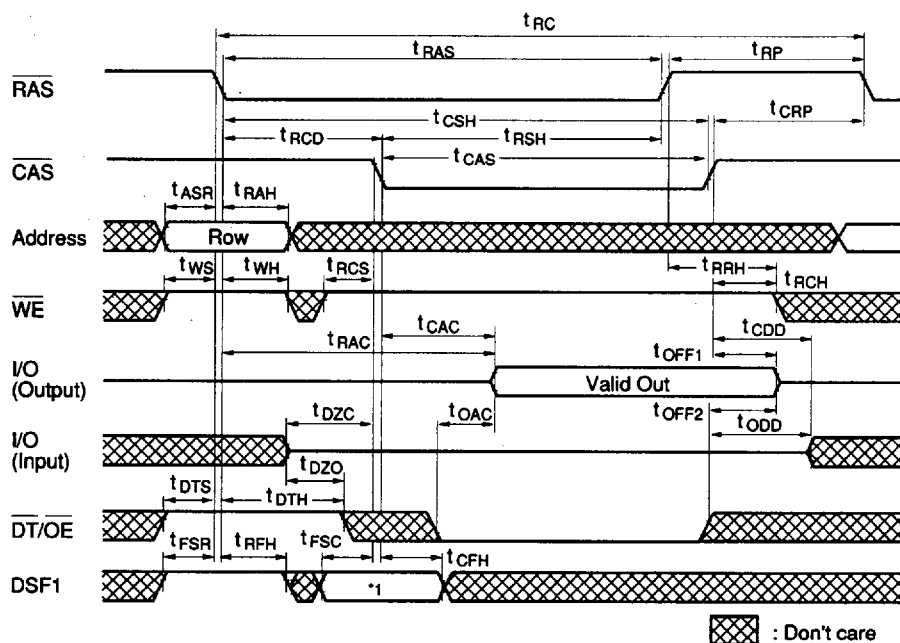 tRC
tRAS
tRP
RAS
tCSH
tCRP
tRCD
tRSH
tCAS
CAS
tASR
tRAH
Address
Row
tWS
tWH
tRCS
tRRH
tRCH
WE
tCAC
tCDD
tRAC
tOFF1
I/O
(Output)
Valid Out
tDZC
tOAC
tOFF2
tODD
I/O
(Input)
tDZO
tDTS
tDTH
DT/OE
tFSR
tRFH
tFSC
tCFH
DSF1
*1
: Don't care